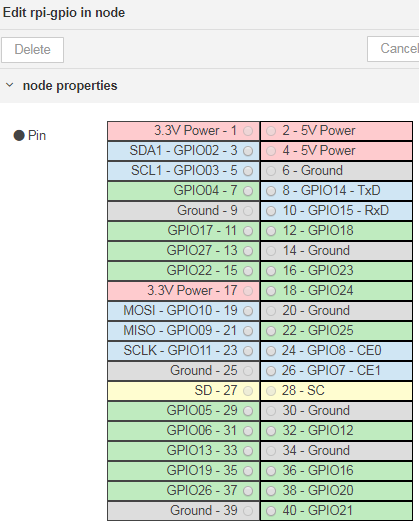 Edit rpi-gpio in node
Delete
Cancel
node properties
Pin
3.3V Power - 1 2 - 5V Power
SDA1 - GPIO02 - 3 4 - 5V Power
SCL1 - GPIO03 - 5 6 - Ground
GPIO04 - 7 8 - GPIO14 - TxD
Ground - 9 10 - GPIO15 - RxD
GPIO17 - 11 12 - GPIO18
GPIO27 - 13 14 - Ground
GPIO22 - 15 16 - GPIO23
3.3V Power - 17 18 - GPIO24
MOSI - GPIO10 - 19 20 - Ground
MISO - GPIO09 - 21 22 - GPIO25
SCLK - GPIO11 - 23 24 - GPIO8 - CE0
Ground - 25 26 - GPIO7 - CE1
SD - 27 28 - SC
GPIO05 - 29 30 - Ground
GPIO06 - 31 32 - GPIO12
GPIO13 - 33 34 - Ground
GPIO19 - 35 36 - GPIO16
GPIO26 - 37 38 - GPIO20
Ground - 39 40 - GPIO21